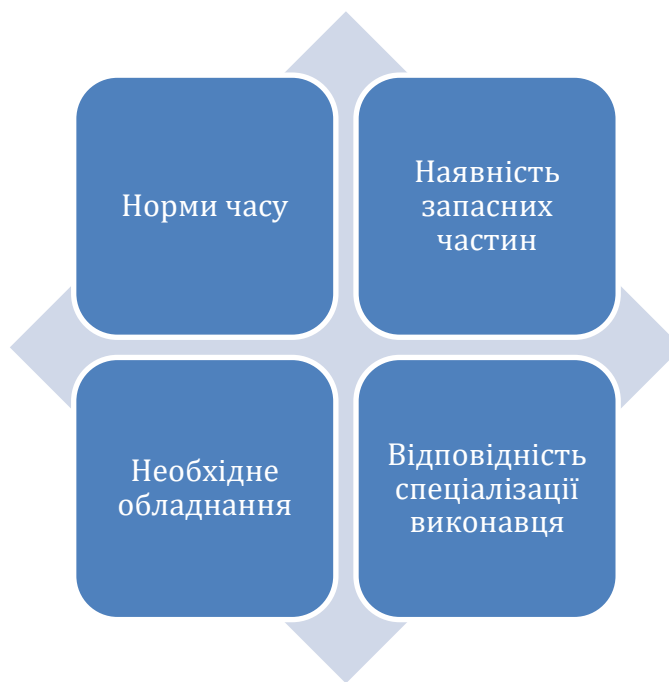 Норми часу
Наявність
запасних
частин
Необхідне
обладнання
Відповідність
спеціалізації
виконавця